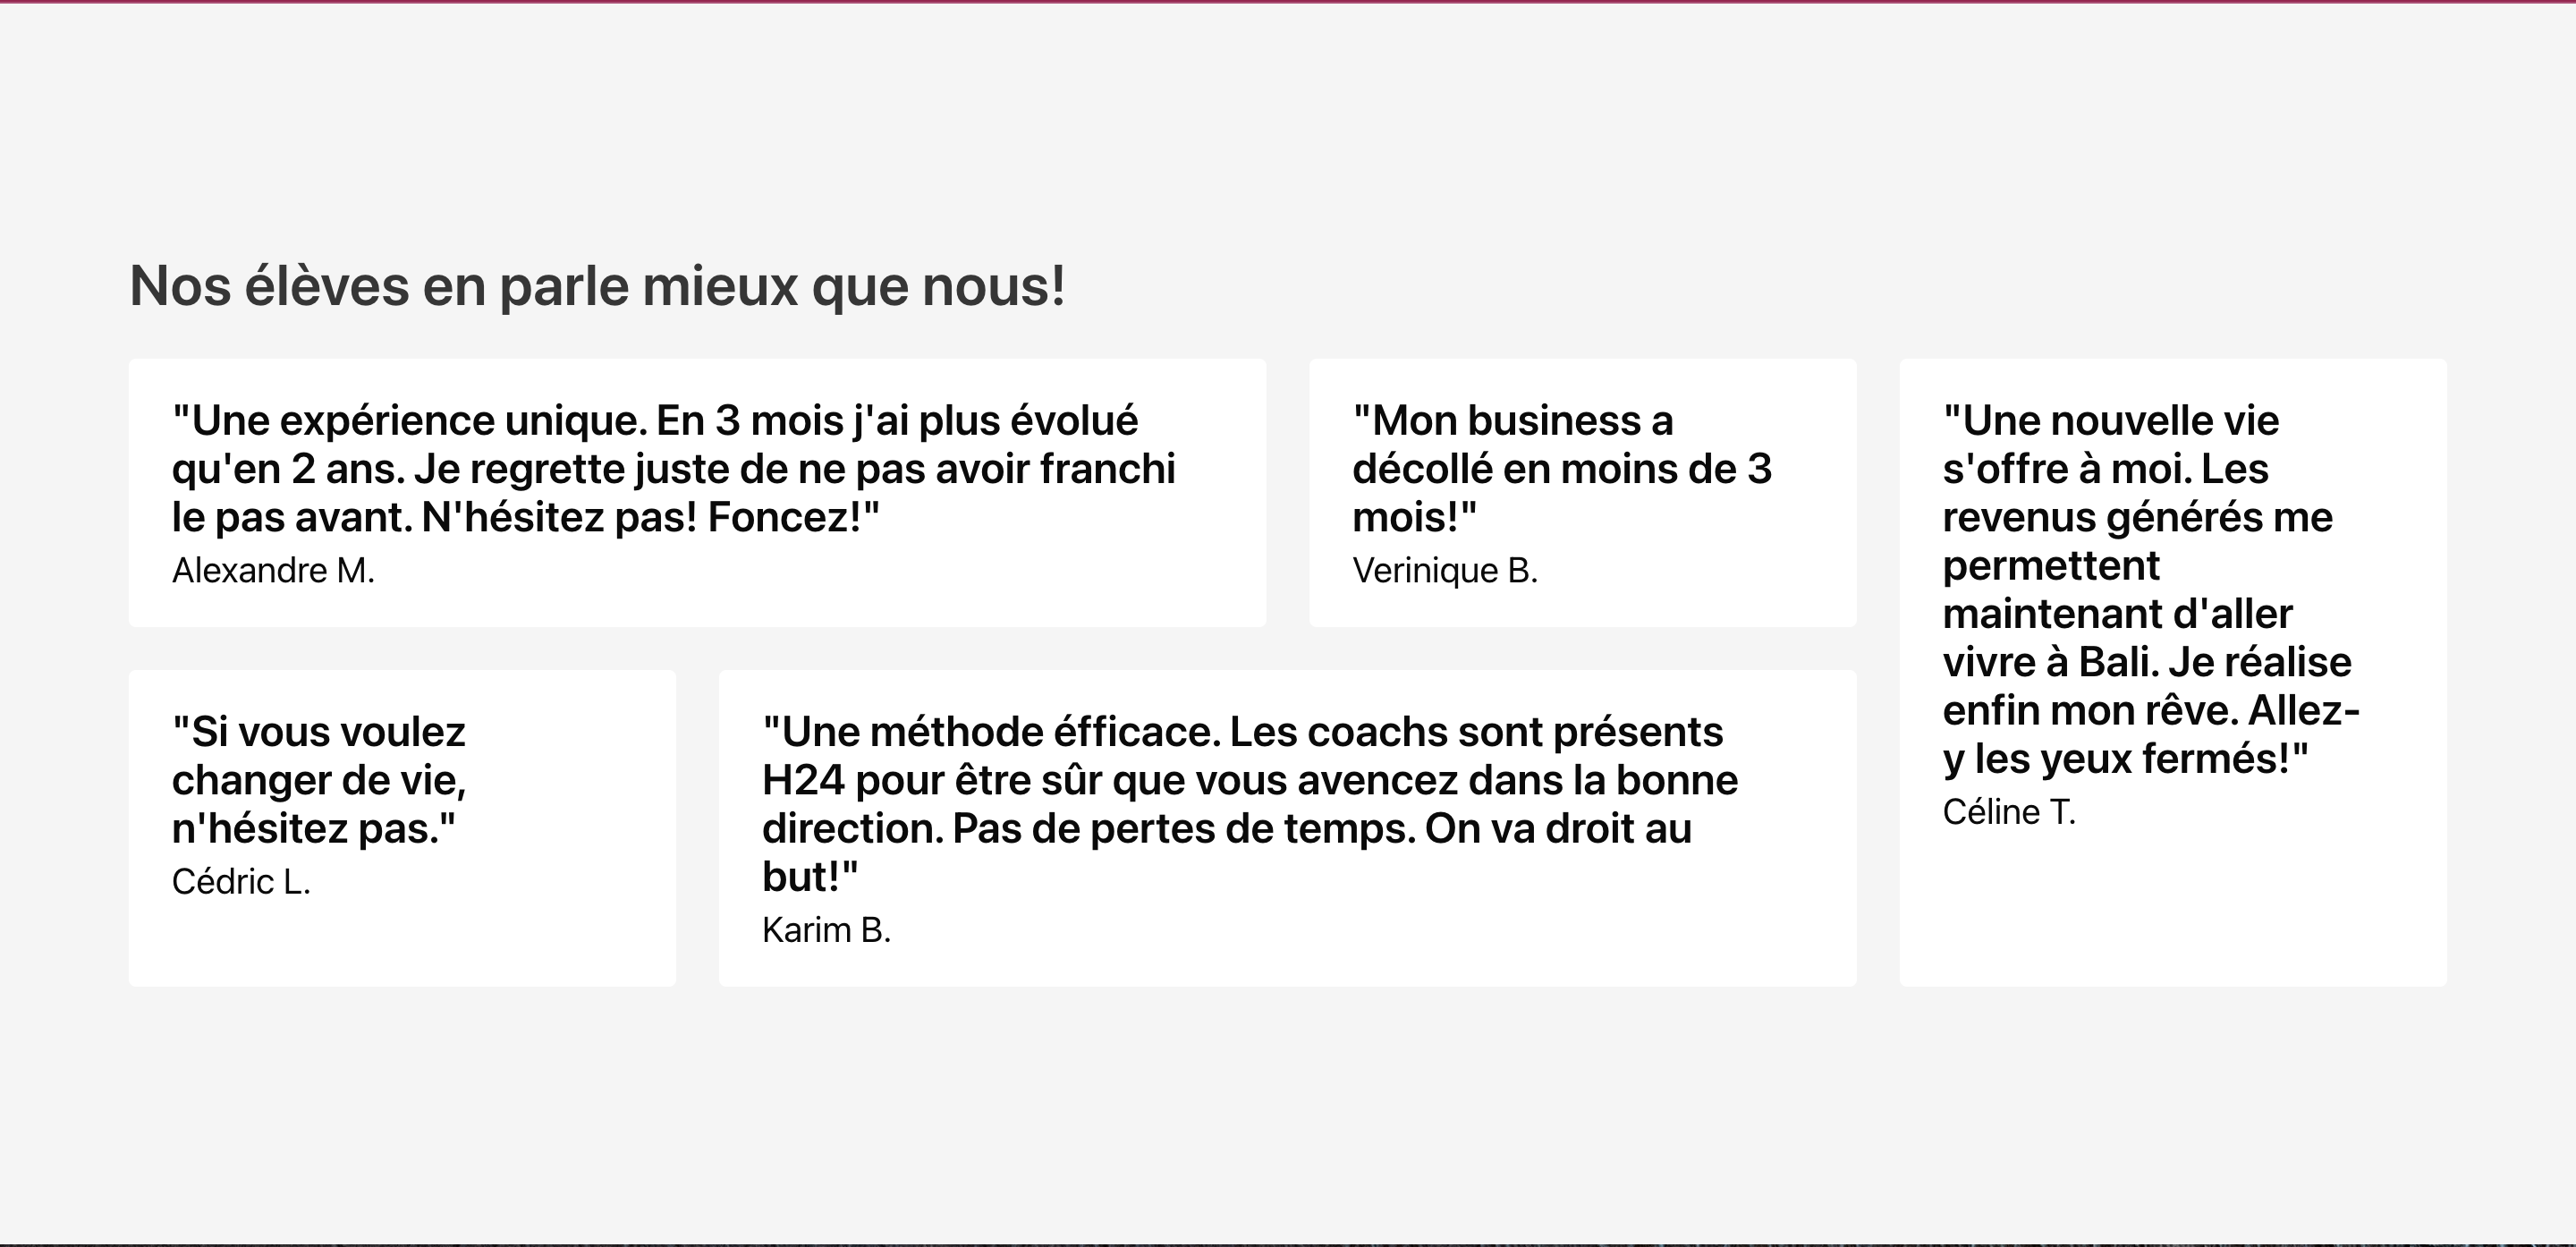 Nos élèves en parle mieux que nous!
"Une expérience unique. En 3 mois j'ai plus évolué
qu'en 2 ans. Je regrette juste de ne pas avoir franchi
le pas avant. N'hésitez pas! Foncez!"
Alexandre M.
"Mon business a
décollé en moins de 3
mois!"
Verinique B.
"Une nouvelle vie
s'offre à moi. Les
revenus générés me
permettent
maintenant d'aller
vivre à Bali. Je réalise
enfin mon rêve. Allez-
y les yeux fermés!"
Céline T.
"Si vous voulez
changer de vie,
n'hésitez pas."
Cédric L.
"Une méthode éfficace. Les coachs sont présents
H24 pour être sûr que vous avencez dans la bonne
direction. Pas de pertes de temps. On va droit au
but!"
Karim B.